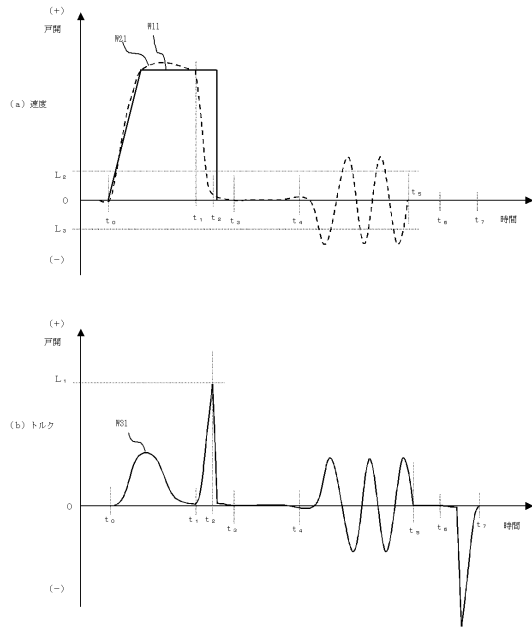 (+)
戸開
W21
W11
(a) 速度
L₂
0
t₀
t₁
t₂
t₃
t₄
t₅
t₆
t₇
時間
L₃
(-)
(+)
戸開
L₁
W31
(b) トルク
0
t₀
t₁
t₂
t₃
t₄
t₅
t₆
t₇
時間
(-)